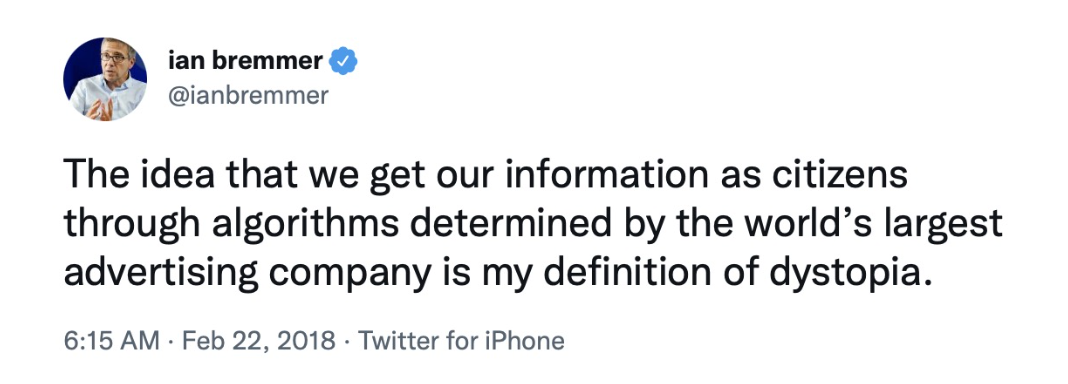 ian bremmer
@ianbremmer
The idea that we get our information as citizens
through algorithms determined by the world’s largest
advertising company is my definition of dystopia.
6:15 AM · Feb 22, 2018 · Twitter for iPhone